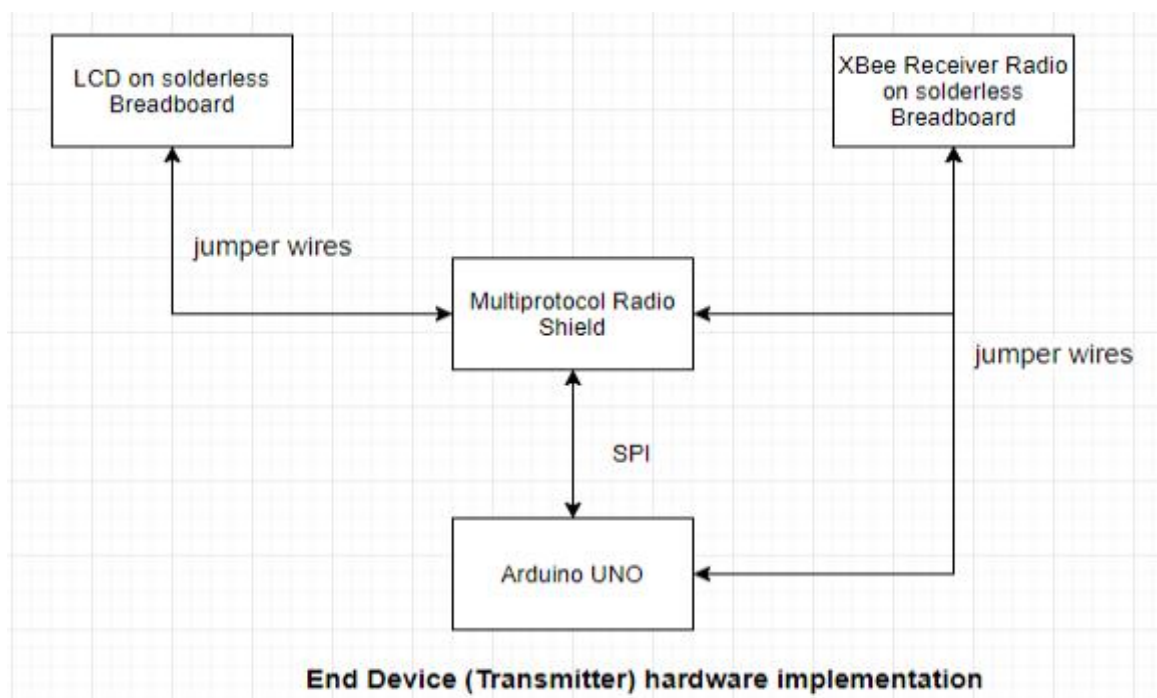 LCD on solderless
Breadboard
XBee Receiver Radio
on solderless
Breadboard
jumper wires
Multiprotocol Radio
Shield
jumper wires
SPI
Arduino UNO
End Device (Transmitter) hardware implementation